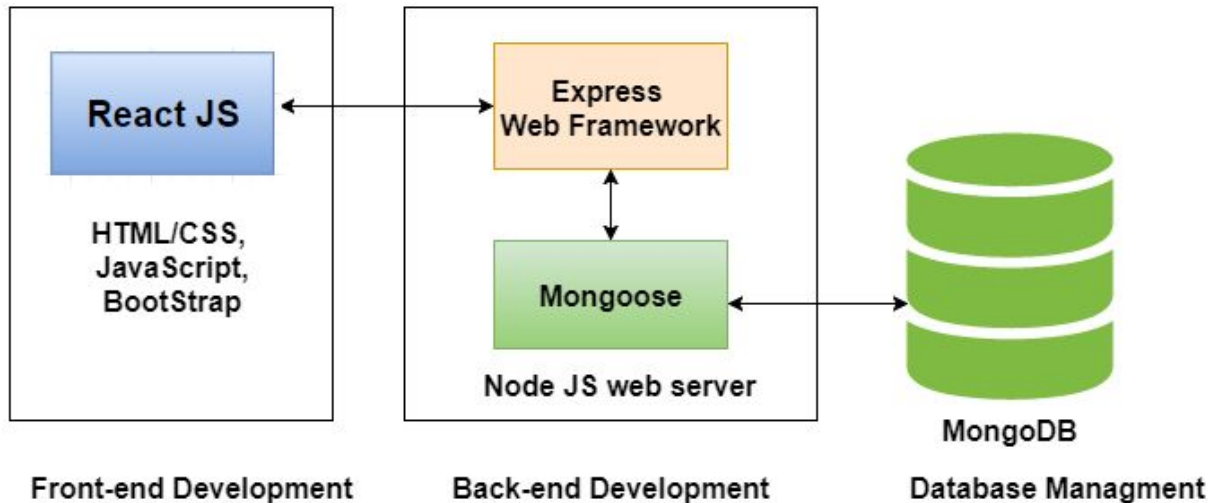 React JS
HTML/CSS,
JavaScript,
BootStrap
Express
Web Framework
Mongoose
Node JS web server
MongoDB
Front-end Development
Back-end Development
Database Managment